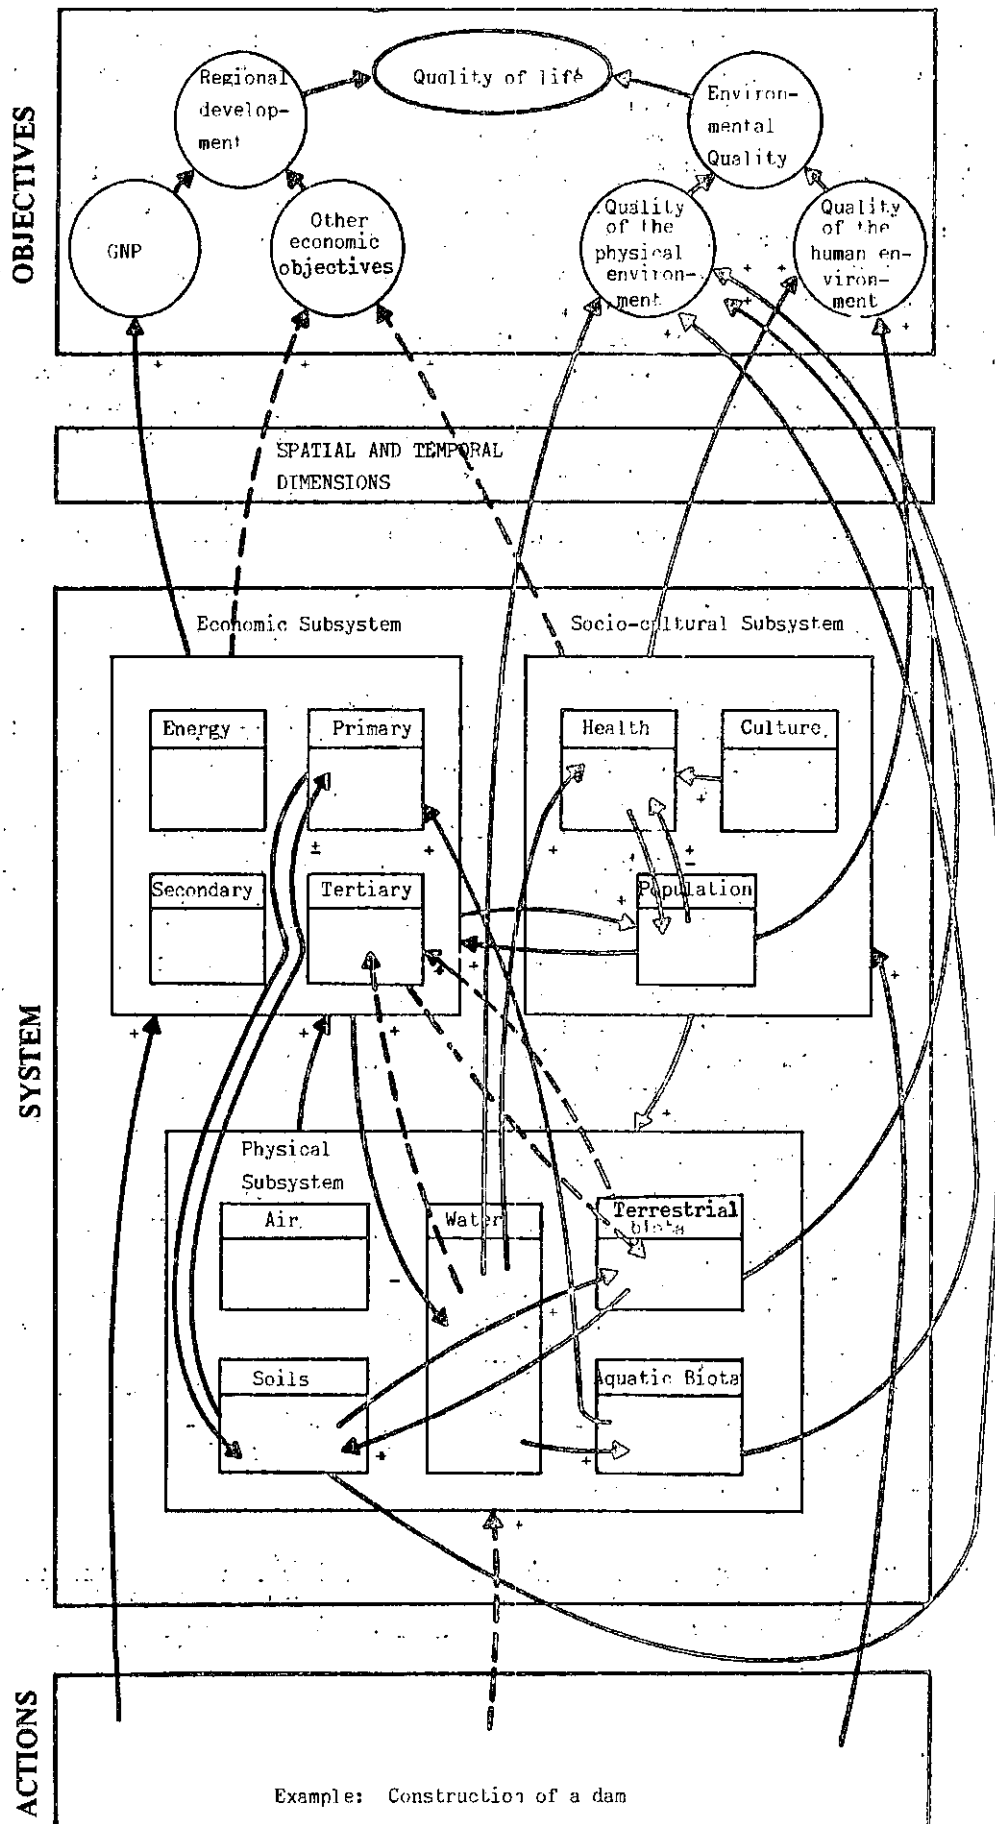 OBJECTIVES
Quality of life
Regional
develop-
ment
Environ-
mental
Quality
GNP
Other
economic
objectives
Quality
of the
physical
environ-
ment
Quality
of the
human en-
viron-
ment
SPATIAL AND TEMPORAL
DIMENSIONS
SYSTEM
Economic Subsystem
Socio-cultural Subsystem
Energy
Primary
Health
Culture
Secondary
Tertiary
Population
Physical
Subsystem
Air
Water
Terrestrial
biota
Soils
Aquatic Biota
ACTIONS
Example: Construction of a dam